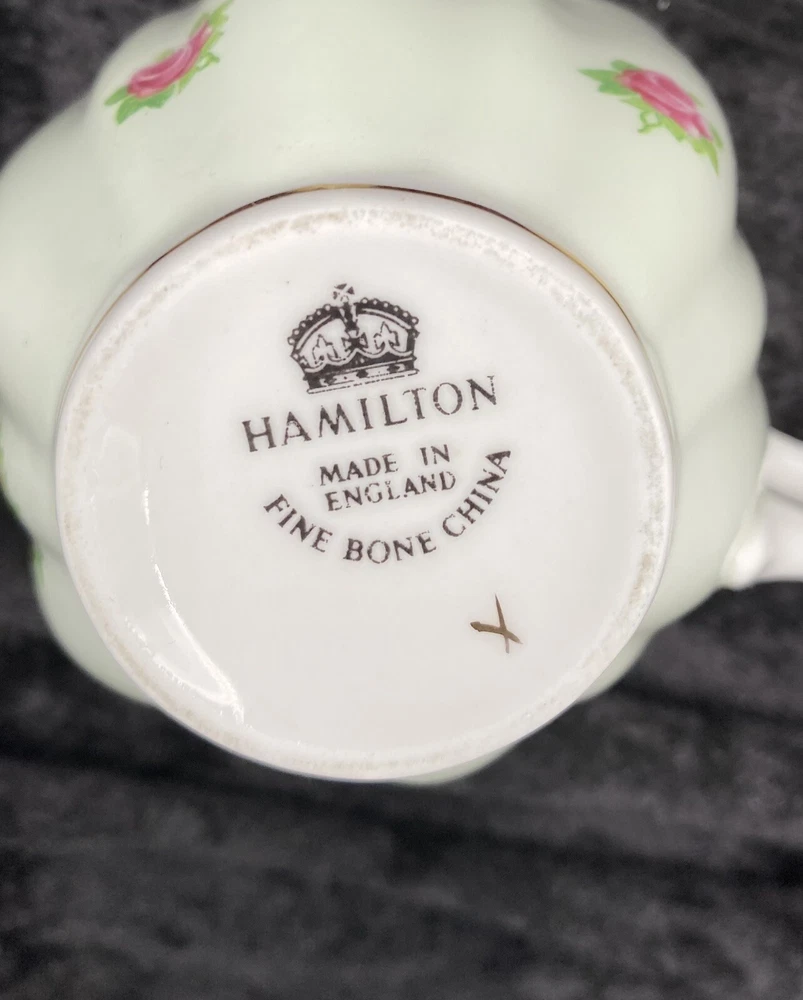 HAMILTON
MADE IN
ENGLAND
FINE BONE CHINA
X